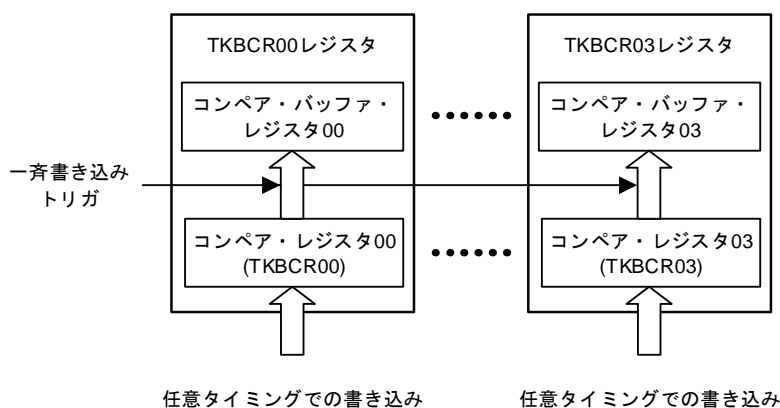 TKBCR00レジスタ
TKBCR03レジスタ
コンペア・バッファ・
レジスタ00
コンペア・バッファ・
レジスタ03
一斉書き込み
トリガ
コンペア・レジスタ00
(TKBCR00)
コンペア・レジスタ03
(TKBCR03)
任意タイミングでの書き込み
任意タイミングでの書き込み